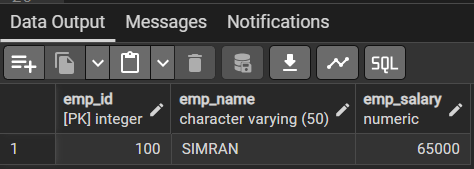 Data Output Messages Notifications
SQL
emp_id emp_name emp_salary
[PK] integer character varying (50) numeric
1 100 SIMRAN 65000